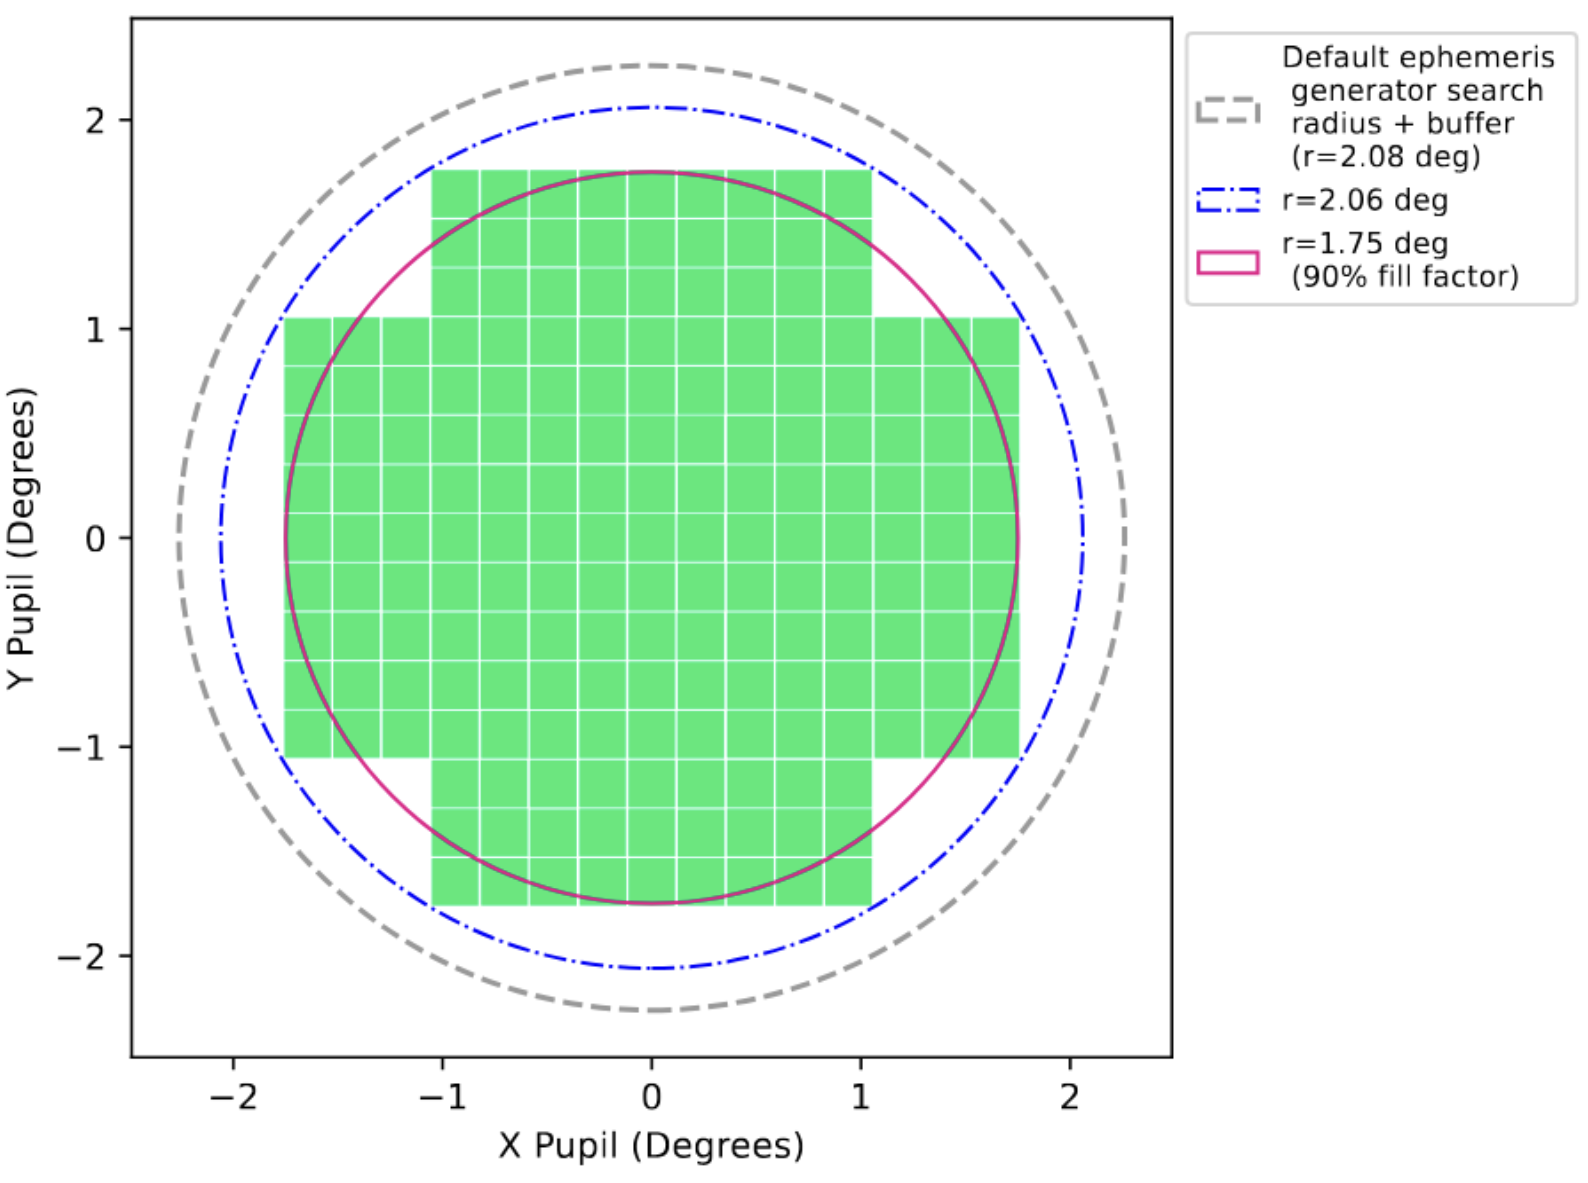 Default ephemeris
generator search
radius + buffer
(r=2.08 deg)
r=2.06 deg
r=1.75 deg
(90% fill factor)
2
1
0
−1
−2
Y Pupil (Degrees)
−2 −1 0 1 2
X Pupil (Degrees)